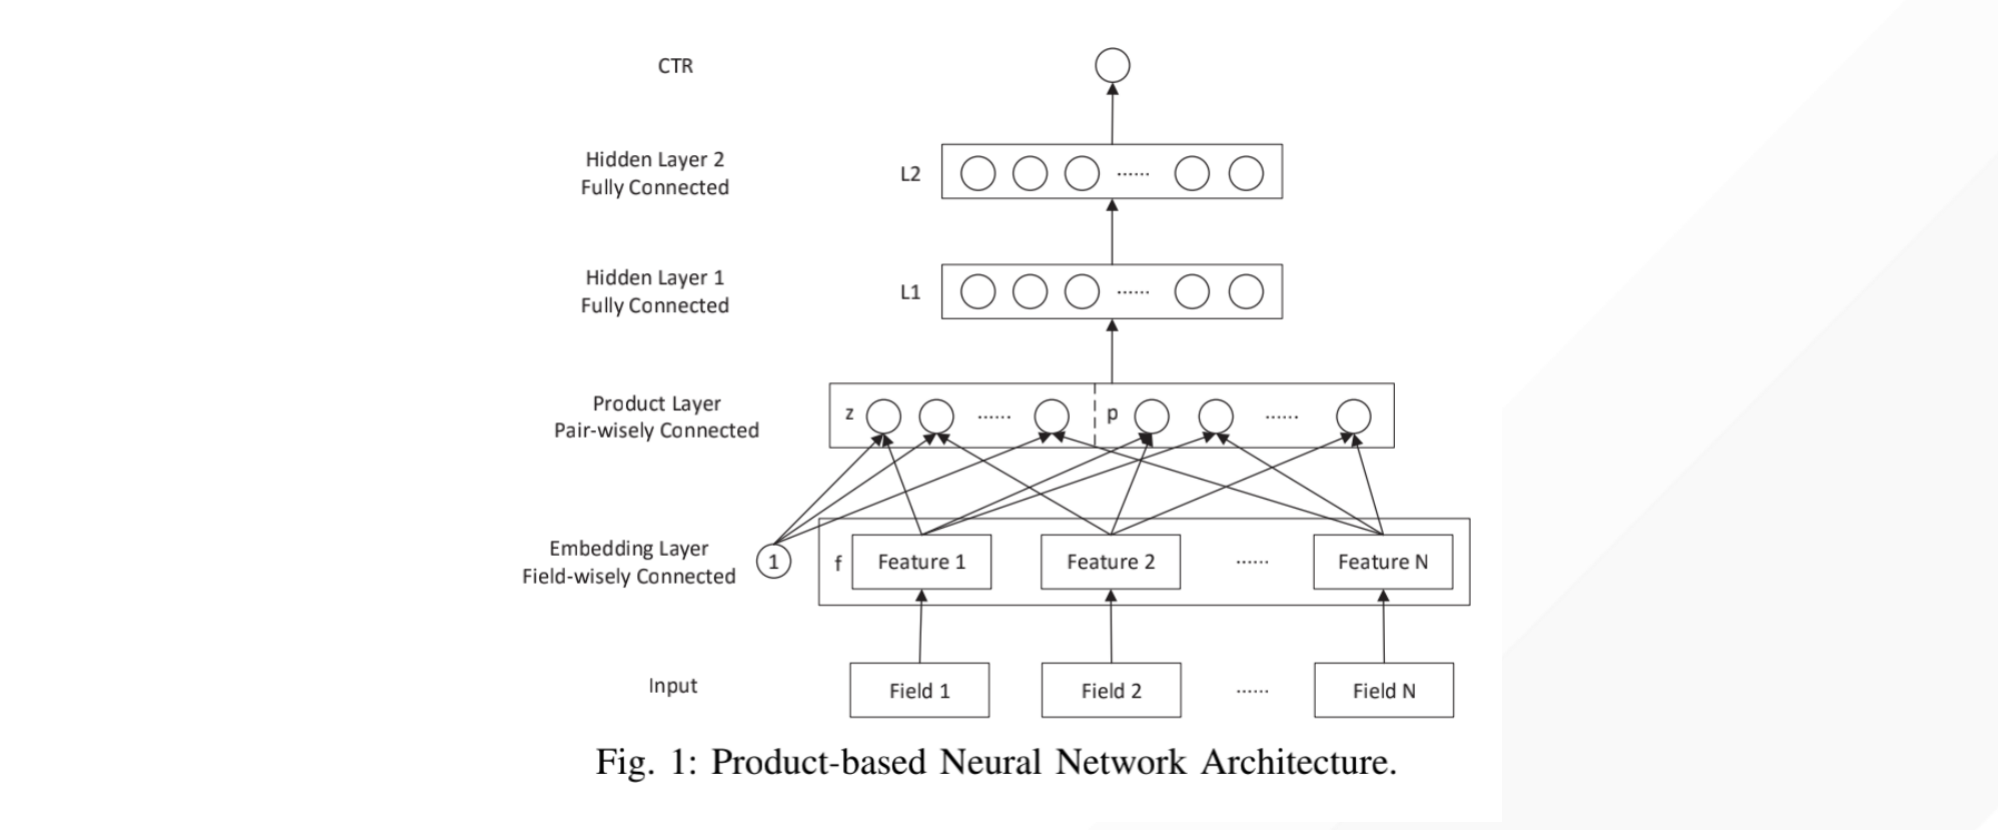 CTR
Hidden Layer 2
Fully Connected
L2
......
Hidden Layer 1
Fully Connected
L1
......
Product Layer
Pair-wisely Connected
z
......
p
......
Embedding Layer
Field-wisely Connected
1
f
Feature 1
Feature 2
......
Feature N
Input
Field 1
Field 2
......
Field N
Fig. 1: Product-based Neural Network Architecture.